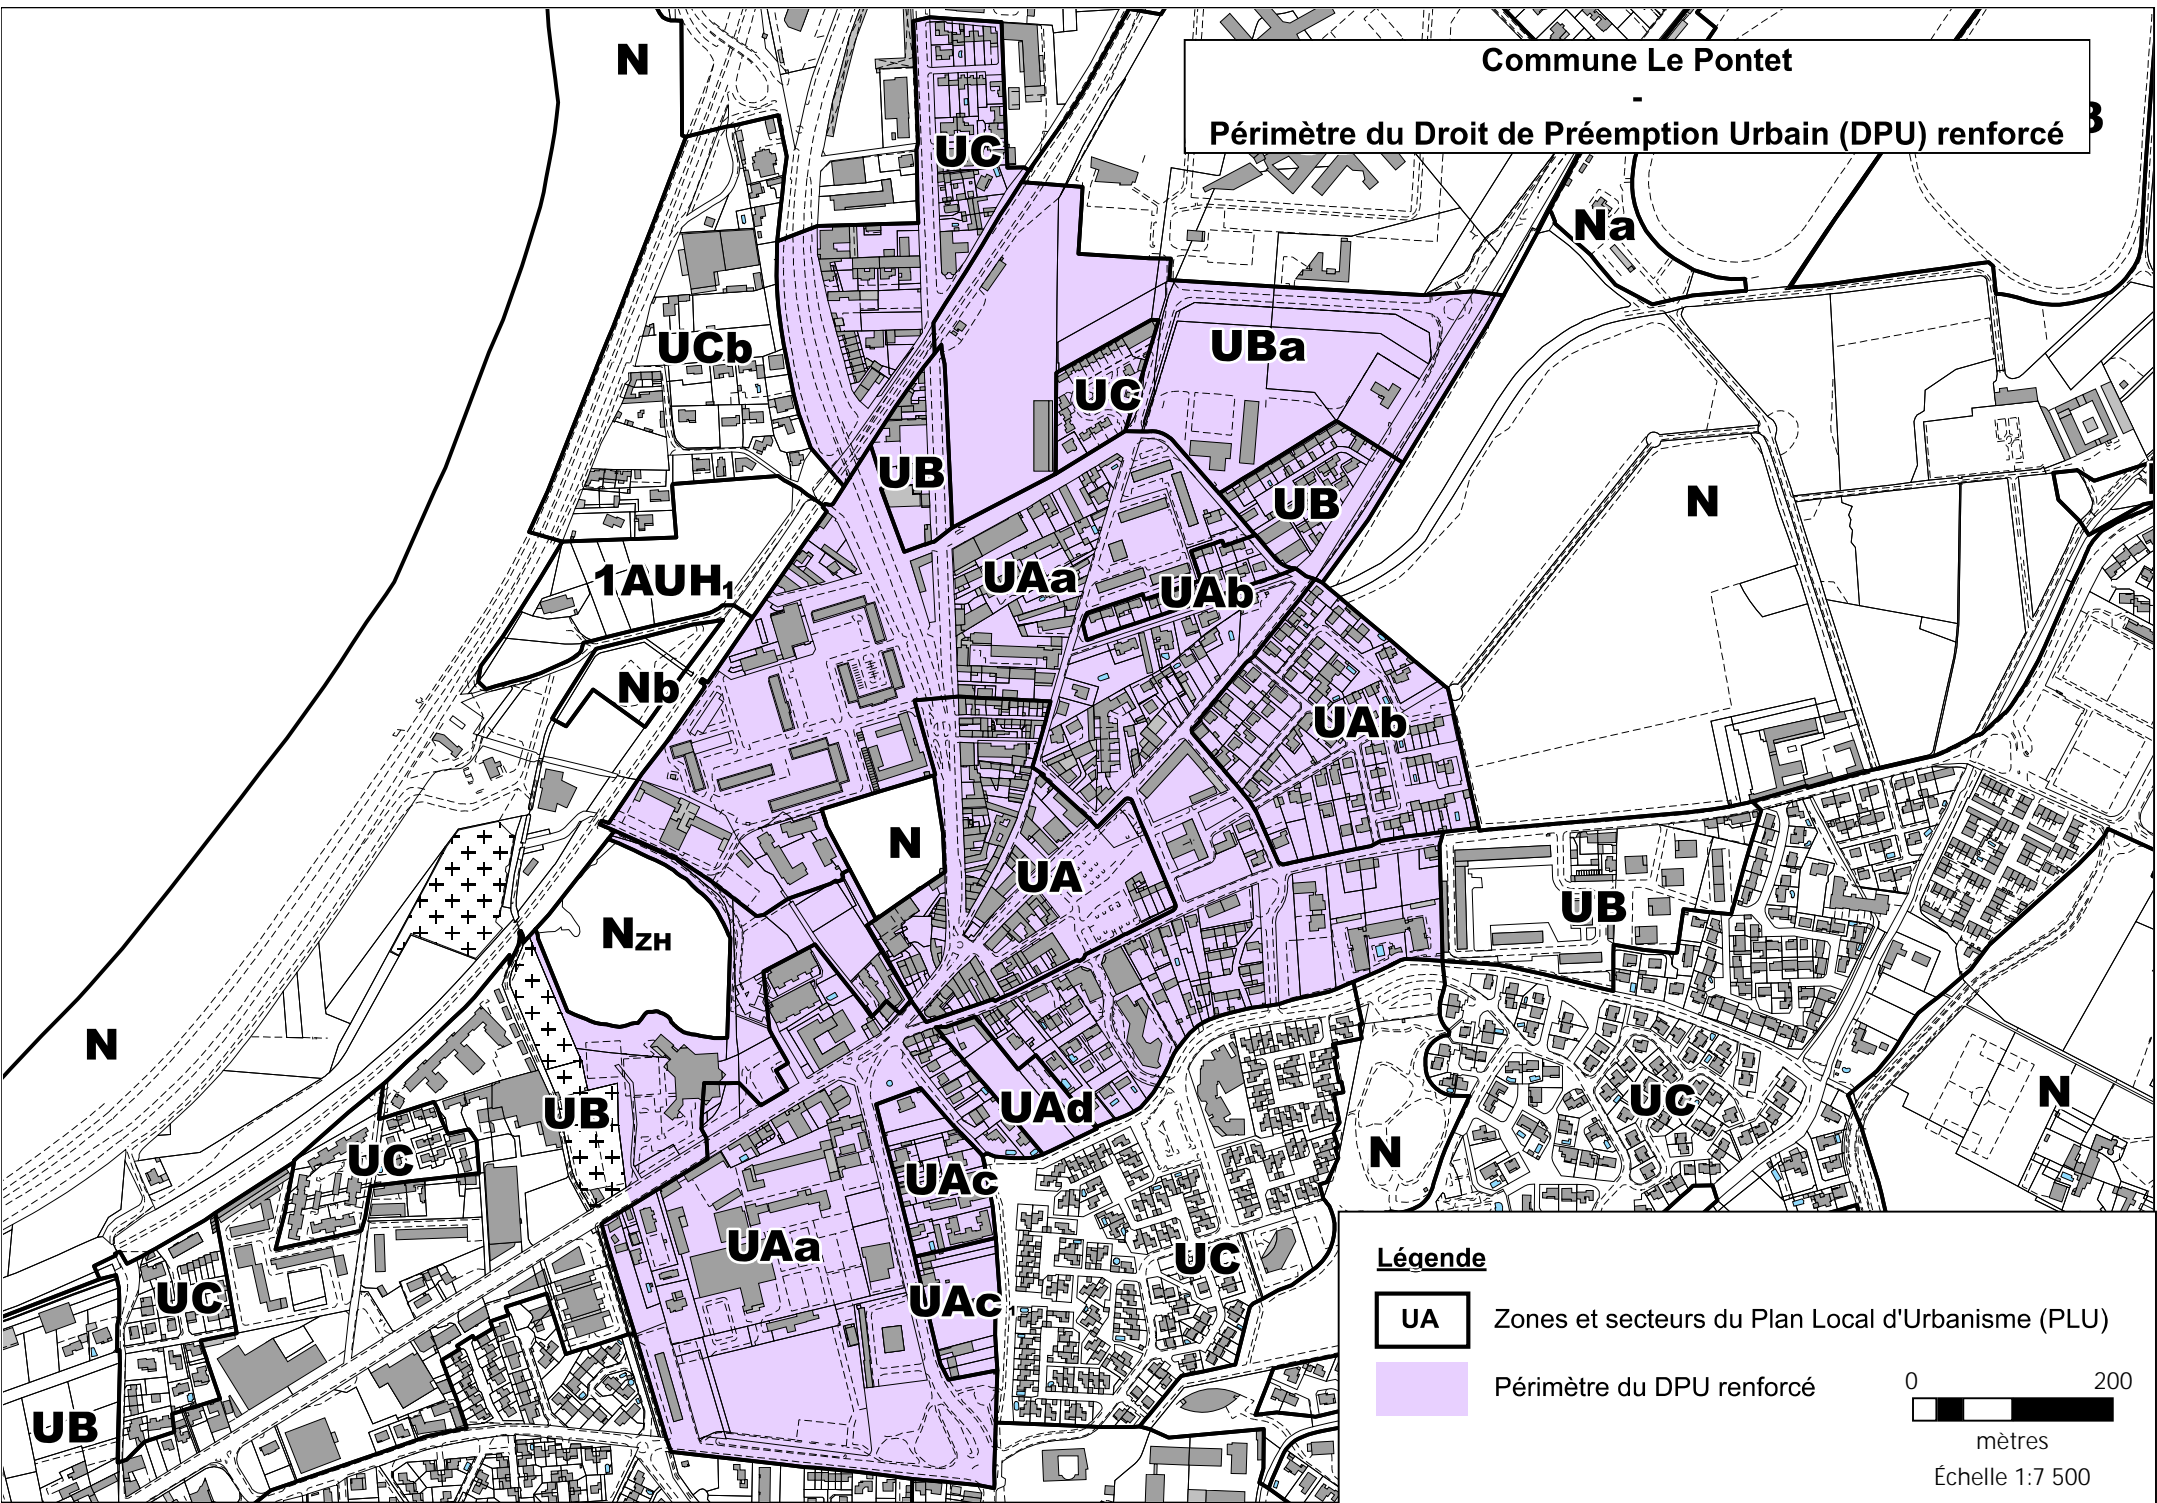 Commune Le Pontet
-
Périmètre du Droit de Préemption Urbain (DPU) renforcé
N
UC
B
Na
UCb
UBa
UC
UB
UB
N
1AUH1
UAa
UAb
Nb
UAb
N
UA
UB
NZH
N
UAd
UB
UC
N
UC
N
UAc
UAa
UC
UAc1
UC
UB
Légende
UA Zones et secteurs du Plan Local d'Urbanisme (PLU)
Périmètre du DPU renforcé
0 200
mètres
Échelle 1:7 500